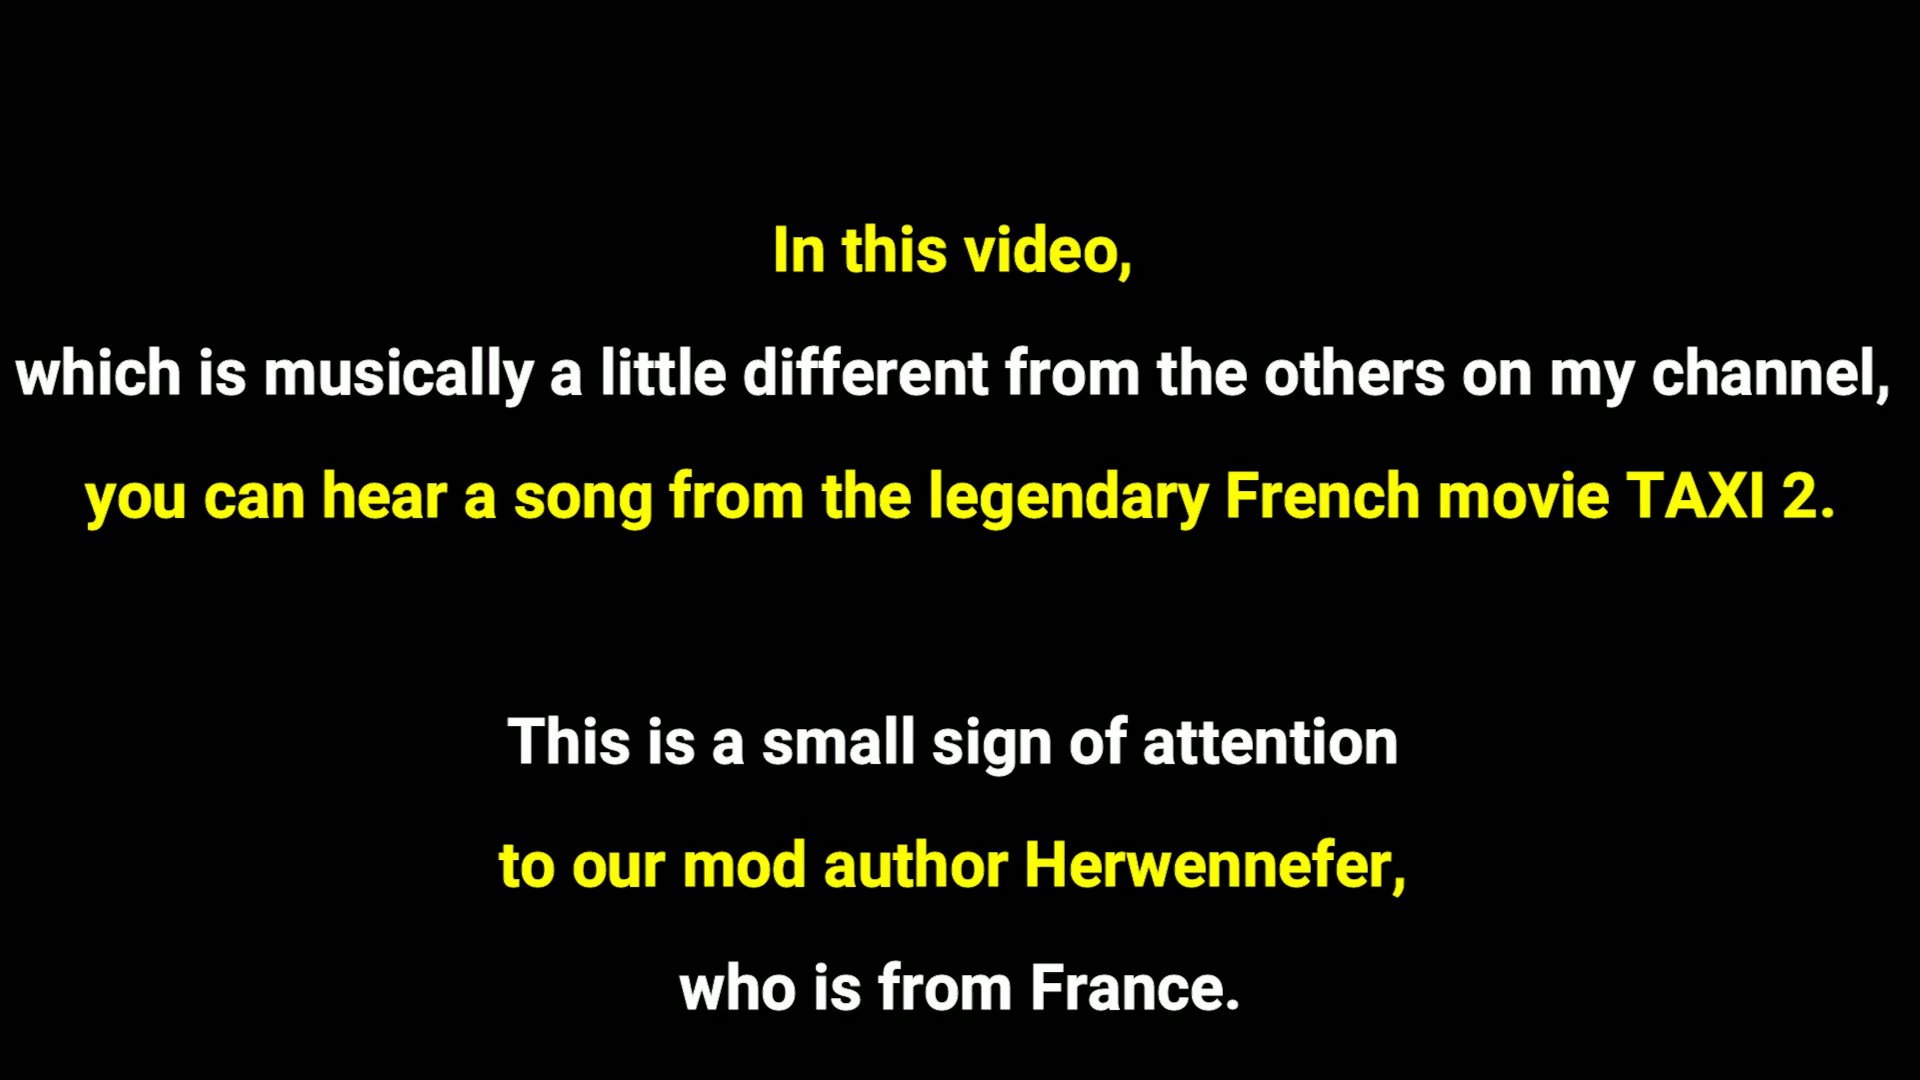 In this video,
which is musically a little different from the others on my channel,
you can hear a song from the legendary French movie TAXI 2.
This is a small sign of attention
to our mod author Herwennefer,
who is from France.